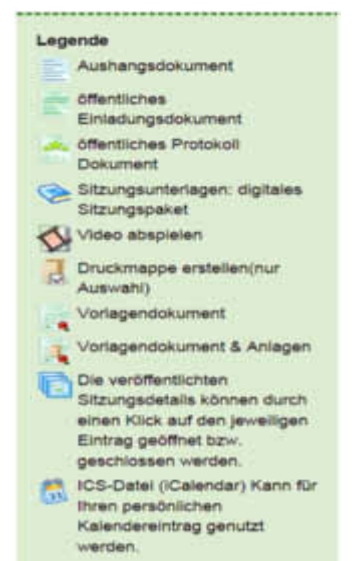 Legende
Aushangsdokument
öffentliches
Einladungsdokument
öffentliches Protokoll
Dokument
Sitzungsunterlagen: digitales
Sitzungspaket
Video abspielen
Druckmappe erstellen(nur
Auswahl)
Vorlagendokument
Vorlagendokument & Anlagen
Die veröffentlichten
Sitzungsdetails können durch
einen Klick auf den jeweiligen
Eintrag geöffnet bzw.
geschlossen werden.
ICS-Datei (iCalendar) Kann für
Ihren persönlichen
Kalendereintrag genutzt
werden.